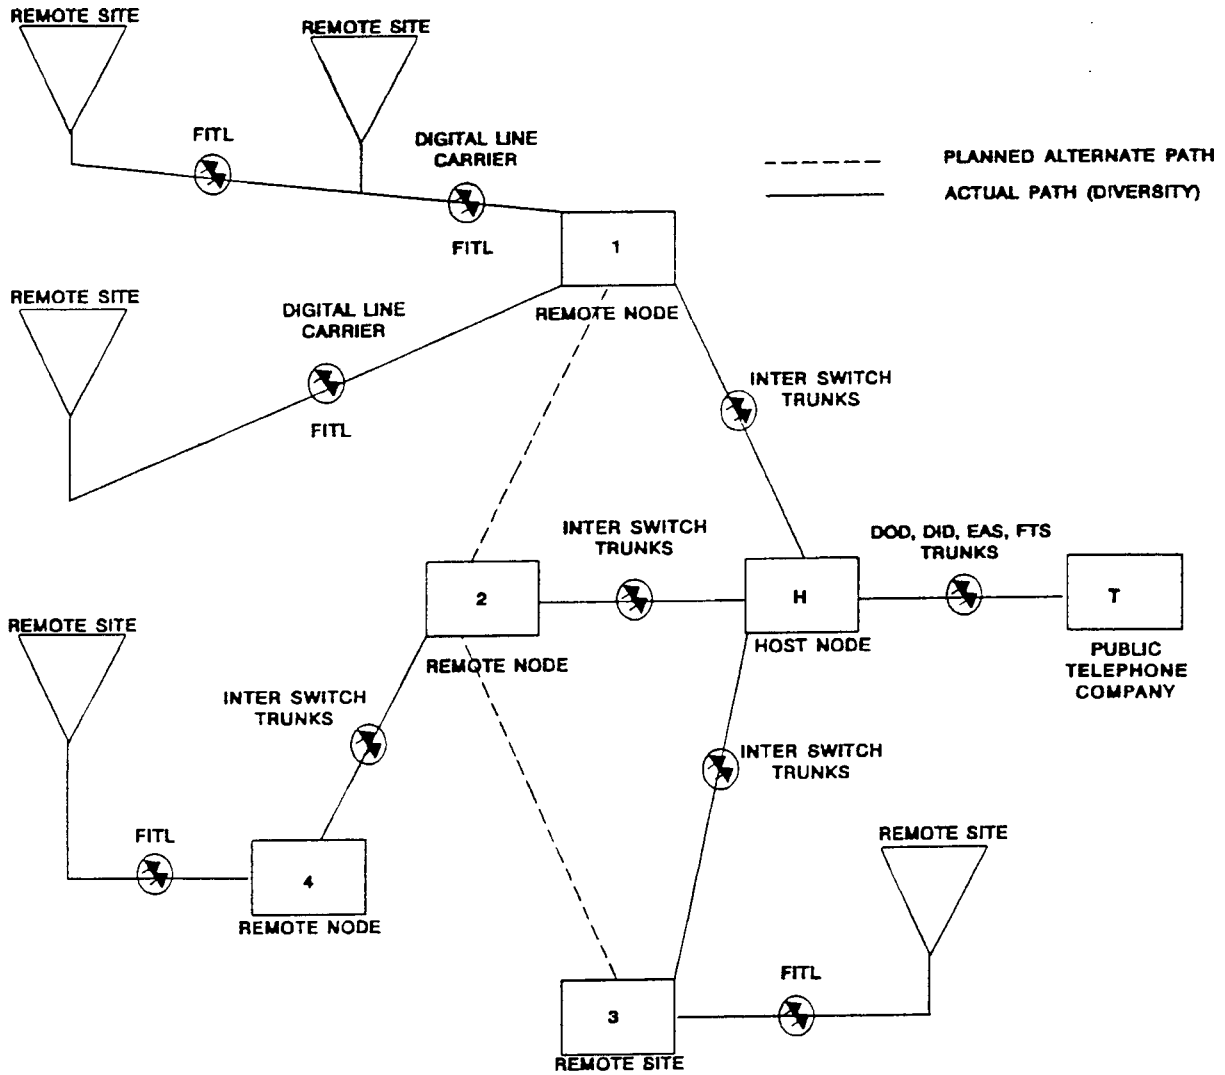 REMOTE SITE
REMOTE SITE
FITL
DIGITAL LINE
CARRIER
FITL
PLANNED ALTERNATE PATH
ACTUAL PATH (DIVERSITY)
1
REMOTE NODE
REMOTE SITE
DIGITAL LINE
CARRIER
FITL
INTER SWITCH
TRUNKS
INTER SWITCH
TRUNKS
DOD, DID, EAS, FTS
TRUNKS
2
REMOTE NODE
H
HOST NODE
T
PUBLIC
TELEPHONE
COMPANY
REMOTE SITE
INTER SWITCH
TRUNKS
INTER SWITCH
TRUNKS
FITL
4
REMOTE NODE
REMOTE SITE
FITL
3
REMOTE SITE